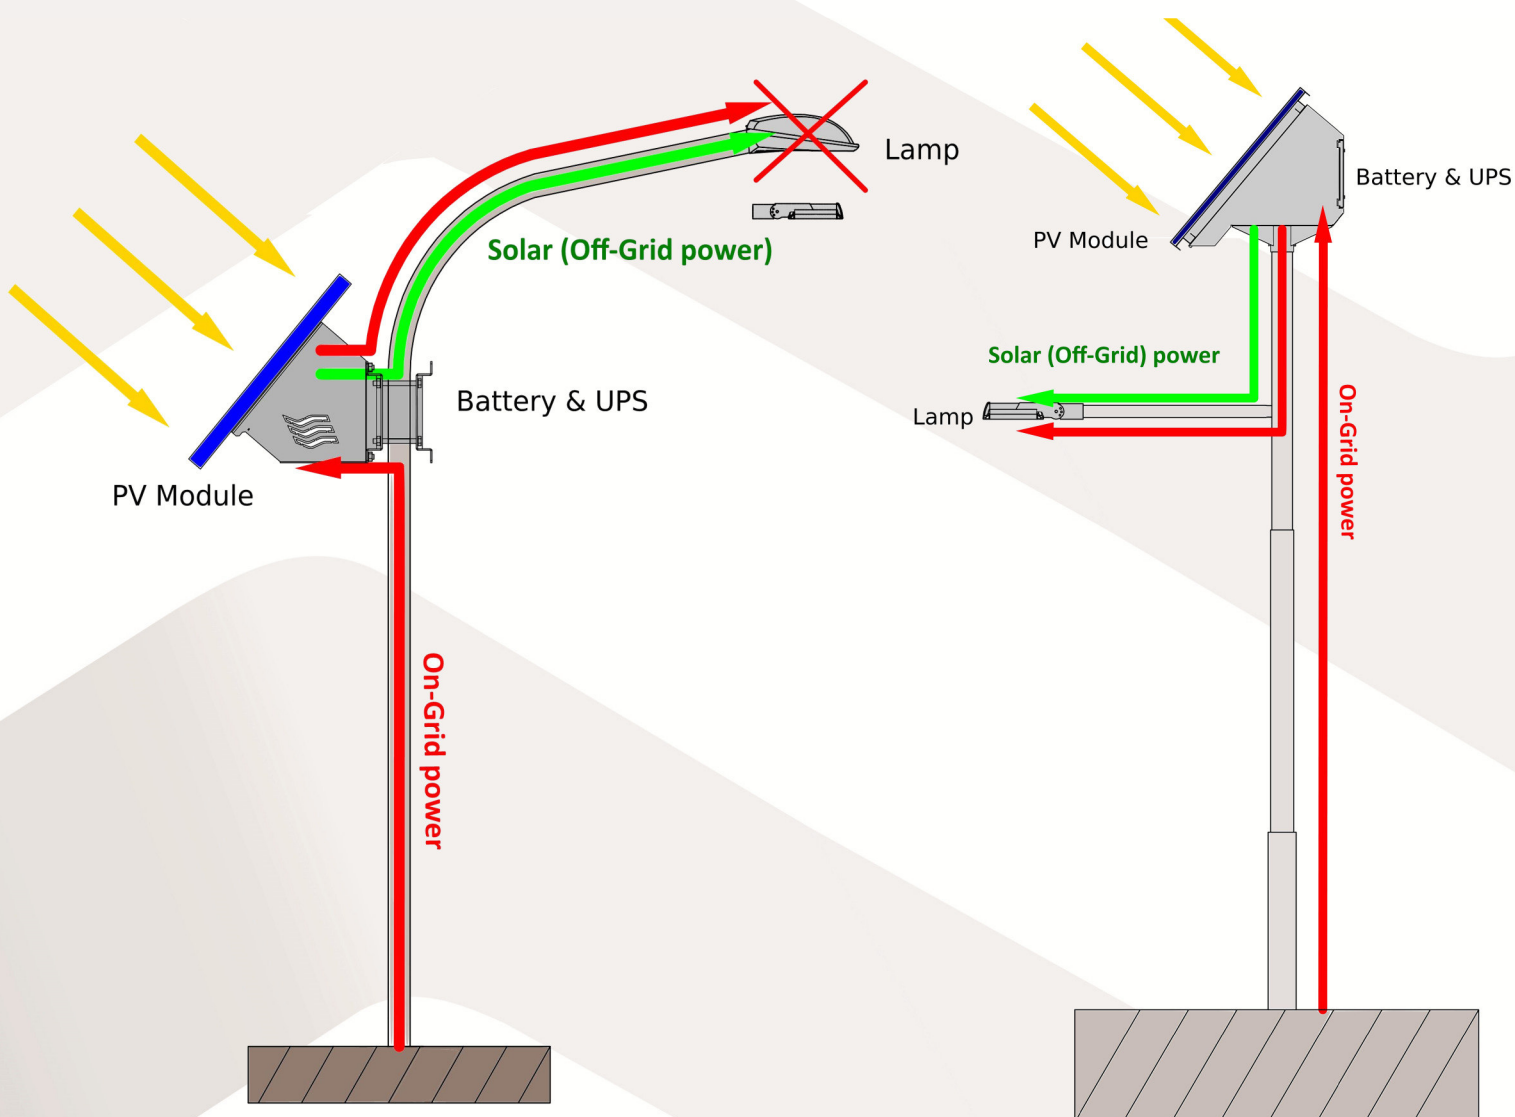 Lamp
Solar (Off-Grid power)
Battery & UPS
PV Module
On-Grid power
Battery & UPS
PV Module
Solar (Off-Grid) power
Lamp
On-Grid power